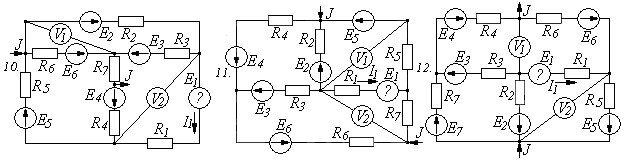 E2 R2
V1
J
10.
R6 E6 R7 E3 R3
J
R5 E4 V2 E1
?
E5 R4 I1
R1
R4 J E5
R2 V1 R5
E4
11. E2 I1 E1
E3 R3 R1 ?
V2
E6 R6 J
J
E4 R4 R6 E6
V1
12. E3 R3 E1 R1
? I1
R7 R2 V2 R5
E7 E2 E5
J